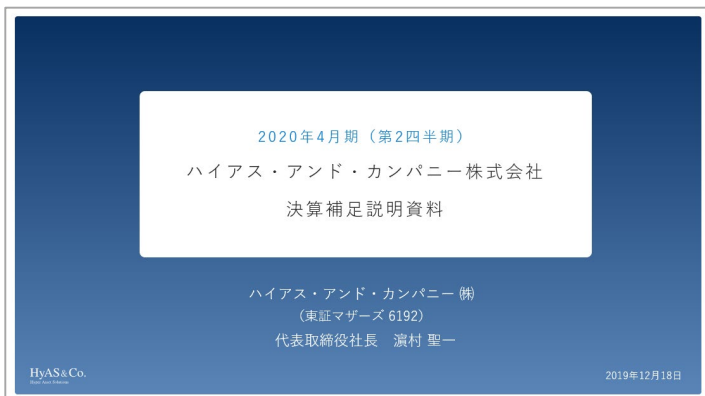 2020年4月期（第2四半期）
ハイアス・アンド・カンパニー株式会社
決算補足説明資料
ハイアス・アンド・カンパニー㈱
（東証マザーズ 6192）
代表取締役社長　濵村 聖一
HyAS&Co.
2019年12月18日